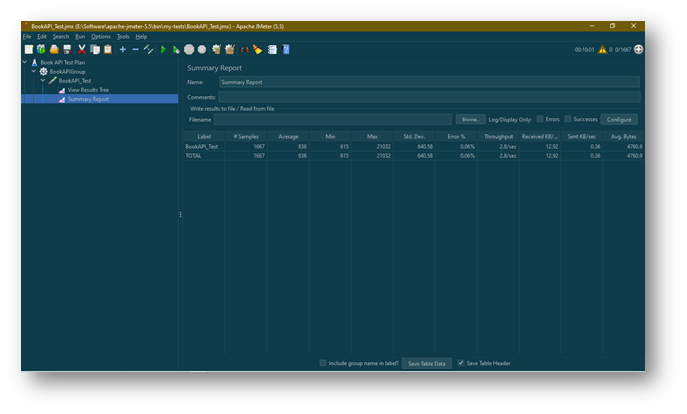 BookAPI_Test.jmx (E:\Software\apache-jmeter-5.5\bin\my-tests\BookAPI_Test.jmx) - Apache JMeter (5.5)
File Edit Search Run Options Tools Help
00:10:01 0 0/1667
Book API Test Plan
BookAPIGroup
BookAPI_Test
View Results Tree
Summary Report
Summary Report
Name: Summary Report
Comments:
Write results to file / Read from file
Filename Browse... Log/Display Only: Errors Successes Configure
Label # Samples Average Min Max Std. Dev. Error % Throughput Received KB/... Sent KB/sec Avg. Bytes
BookAPI_Test 1667 836 615 21032 640.58 0.06% 2.8/sec 12.92 0.36 4760.9
TOTAL 1667 836 615 21032 640.58 0.06% 2.8/sec 12.92 0.36 4760.9
Include group name in label? Save Table Data Save Table Header